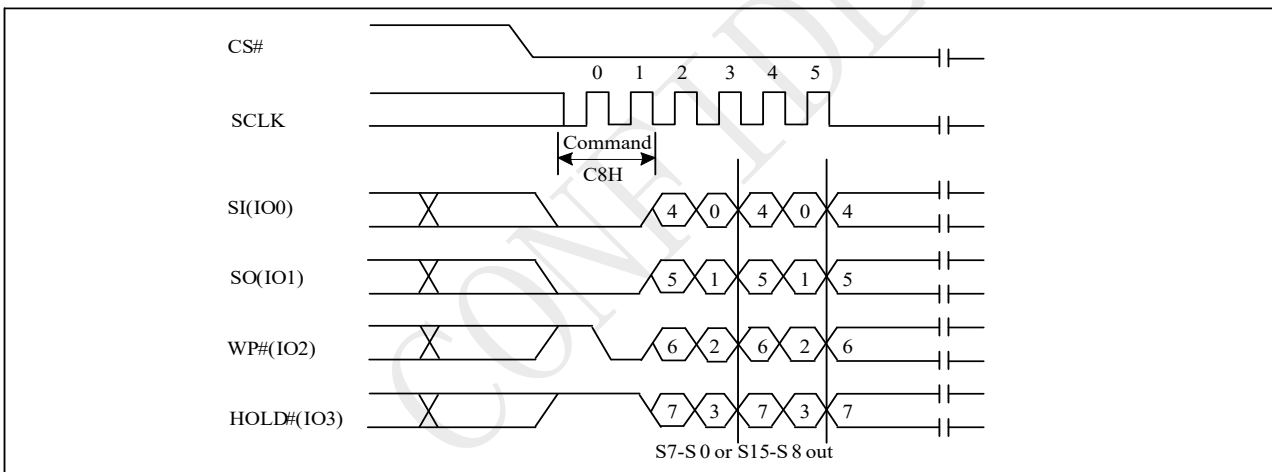 CS#
0 1 2 3 4 5
SCLK
Command
C8H
SI(IO0)
4 0 4 0 4
SO(IO1)
5 1 5 1 5
WP#(IO2)
6 2 6 2 6
HOLD#(IO3)
7 3 7 3 7
S7-S0 or S15-S8 out